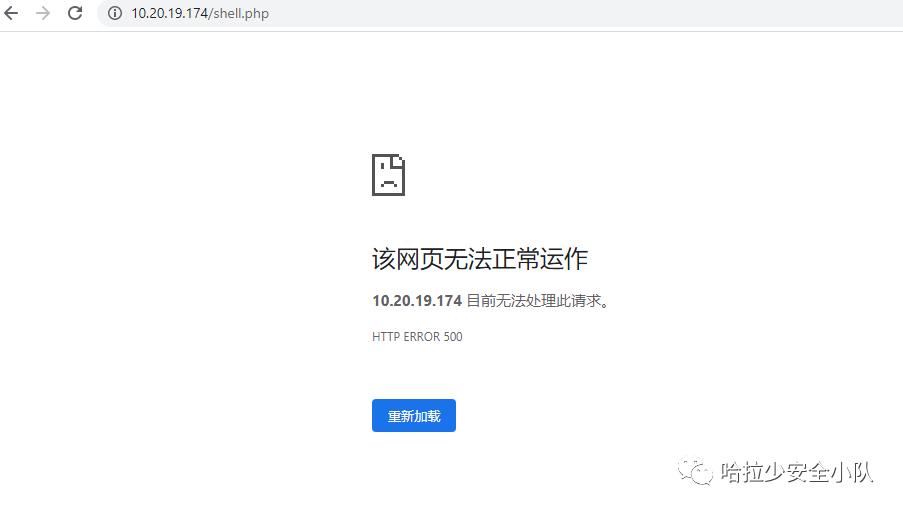 10.20.19.174/shell.php
该网页无法正常运作
10.20.19.174 目前无法处理此请求。
HTTP ERROR 500
重新加载
哈拉少安全小队